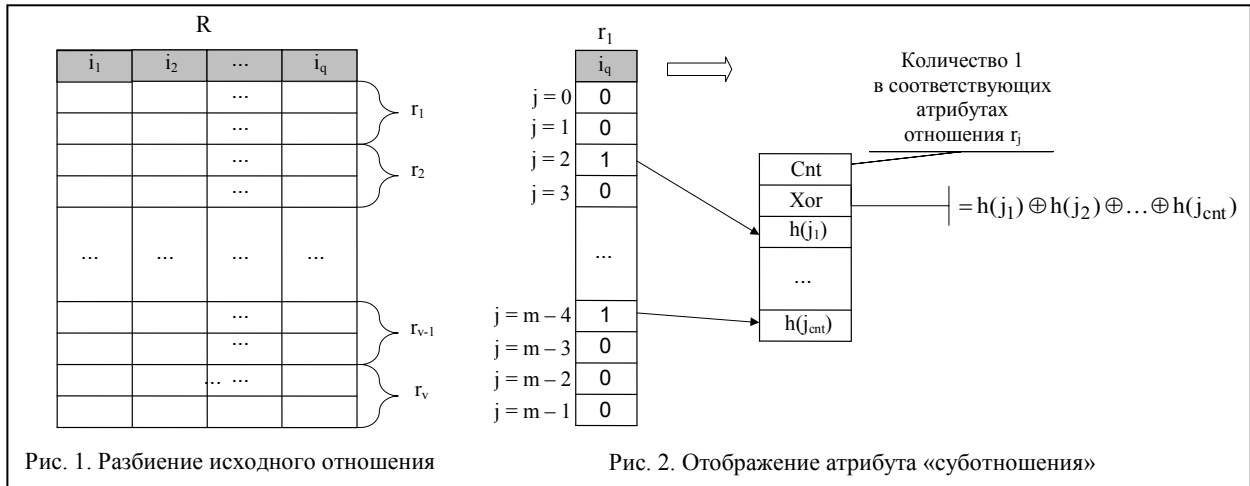 R
i₁ i₂ ... iq
...
...
...
...
... ... ... ...
...
...
... ...
r₁
r₂
rᵥ₋₁
rᵥ
Рис. 1. Разбиение исходного отношения
r₁
iq
j = 0 0
j = 1 0
j = 2 1
j = 3 0
...
j = m – 4 1
j = m – 3 0
j = m – 2 0
j = m – 1 0
Количество 1
в соответствующих
атрибутах
отношения rⱼ
Cnt
Xor
h(j₁)
...
h(jcnt)
= h(j₁) ⊕ h(j₂) ⊕ … ⊕ h(jcnt)
Рис. 2. Отображение атрибута «суботношения»